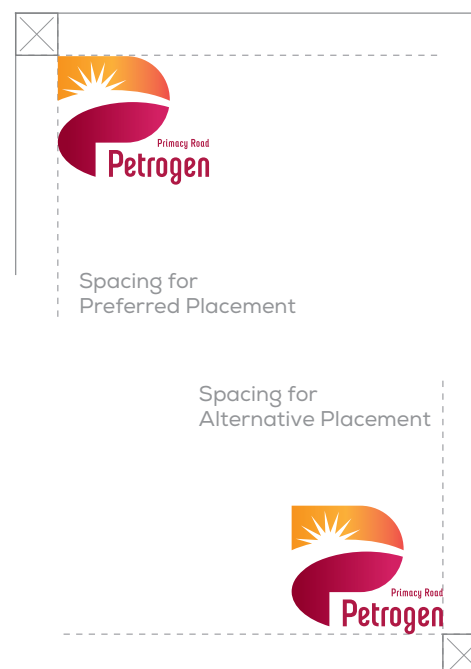 Primacy Road
Petrogen
Spacing for
Preferred Placement
Spacing for
Alternative Placement
Primacy Road
Petrogen